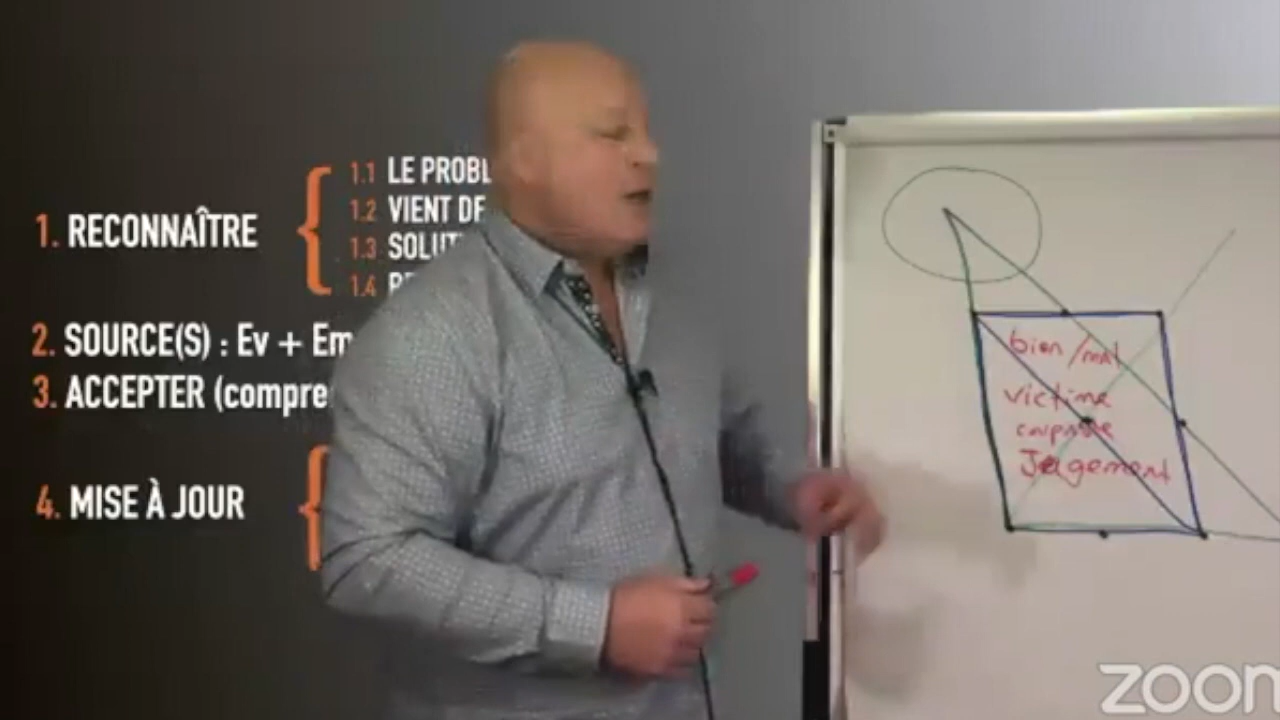 1. RECONNAÎTRE
1.1 LE PROBL
1.2 VIENT DE
1.3 SOLUT
1.4
2. SOURCE(S) : Ev + Em
3. ACCEPTER (compre
4. MISE À JOUR
bien/mal
victime
Jugement
zoom